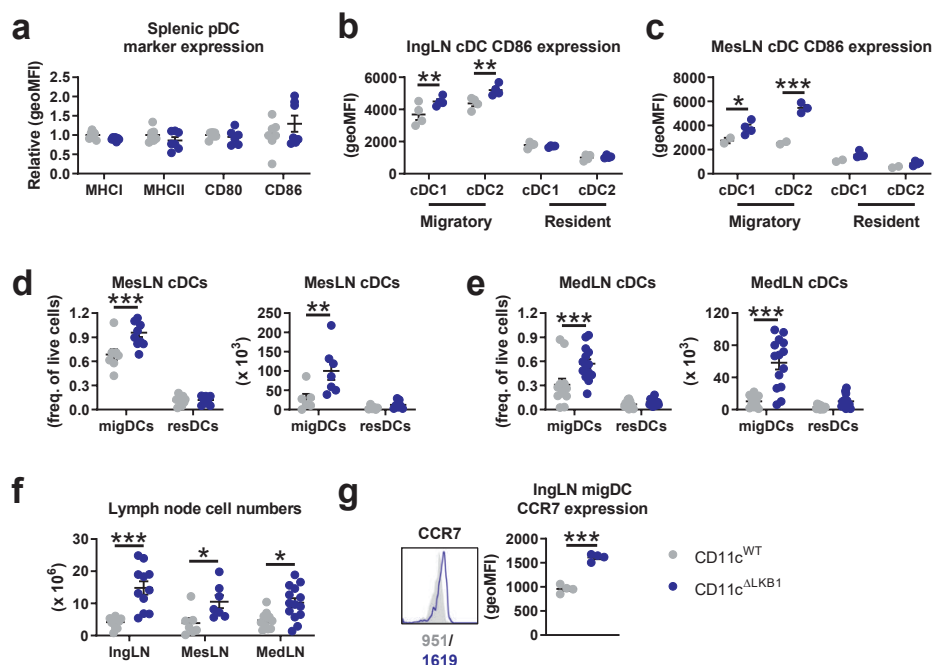 a
Splenic pDC
marker expression
Relative (geoMFI)
2.5
2.0
1.5
1.0
0.5
0.0
MHCI
MHCII
CD80
CD86
b
IngLN cDC CD86 expression
(geoMFI)
6000
4000
2000
0
**
**
cDC1
cDC2
cDC1
cDC2
Migratory
Resident
c
MesLN cDC CD86 expression
(geoMFI)
8000
6000
4000
2000
0
*
***
cDC1
cDC2
cDC1
cDC2
Migratory
Resident
d
MesLN cDCs
(freq. of live cells)
1.2
0.9
0.6
0.3
0.0
***
migDCs
resDCs
MesLN cDCs
(x 10³)
250
200
150
100
50
0
**
migDCs
resDCs
e
MedLN cDCs
(freq. of live cells)
1.2
0.9
0.6
0.3
0.0
***
migDCs
resDCs
MedLN cDCs
(x 10³)
120
80
40
0
***
migDCs
resDCs
f
Lymph node cell numbers
(x 10⁶)
30
25
20
15
10
5
0
***
*
*
IngLN
MesLN
MedLN
g
CCR7
951/
1619
IngLN migDC
CCR7 expression
(geoMFI)
2000
1500
1000
500
0
***
CD11cᵂᵀ
CD11c^ΔLKB1